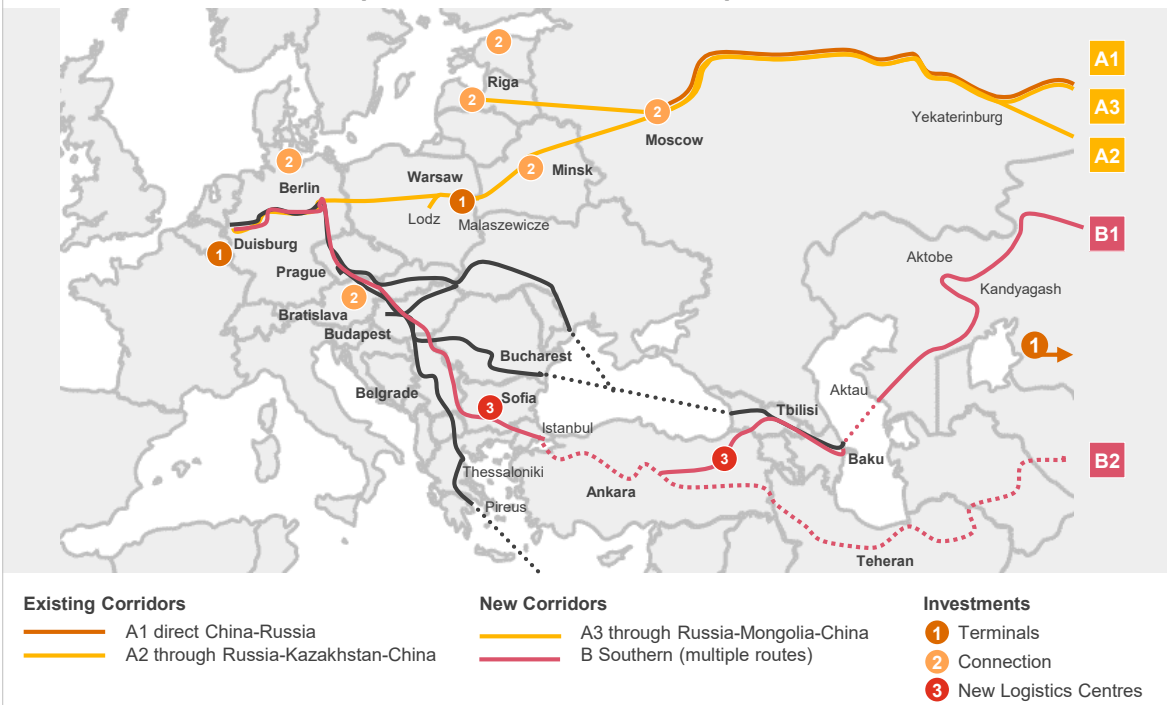 2
Riga
2
2
Moscow
A1
A3
A2
Yekaterinburg
2
Berlin
Warsaw
2
Minsk
1
Lodz
Malaszewicze
Duisburg
1
Prague
2
Bratislava
Budapest
B1
Aktobe
Kandyagash
1
Bucharest
Belgrade
3
Sofia
Istanbul
Aktau
Tbilisi
Baku
3
Thessaloniki
Ankara
Pireus
B2
Teheran
Existing Corridors
A1 direct China-Russia
A2 through Russia-Kazakhstan-China
New Corridors
A3 through Russia-Mongolia-China
B Southern (multiple routes)
Investments
1 Terminals
2 Connection
3 New Logistics Centres